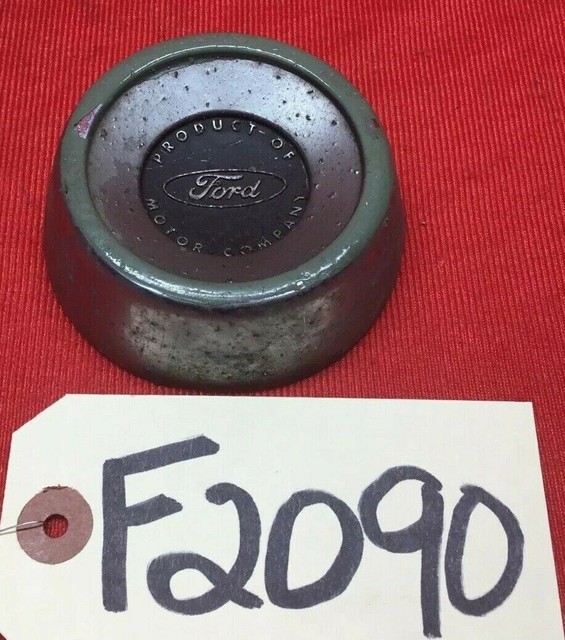 PRODUCT OF
Ford
MOTOR COMPANY
F2090